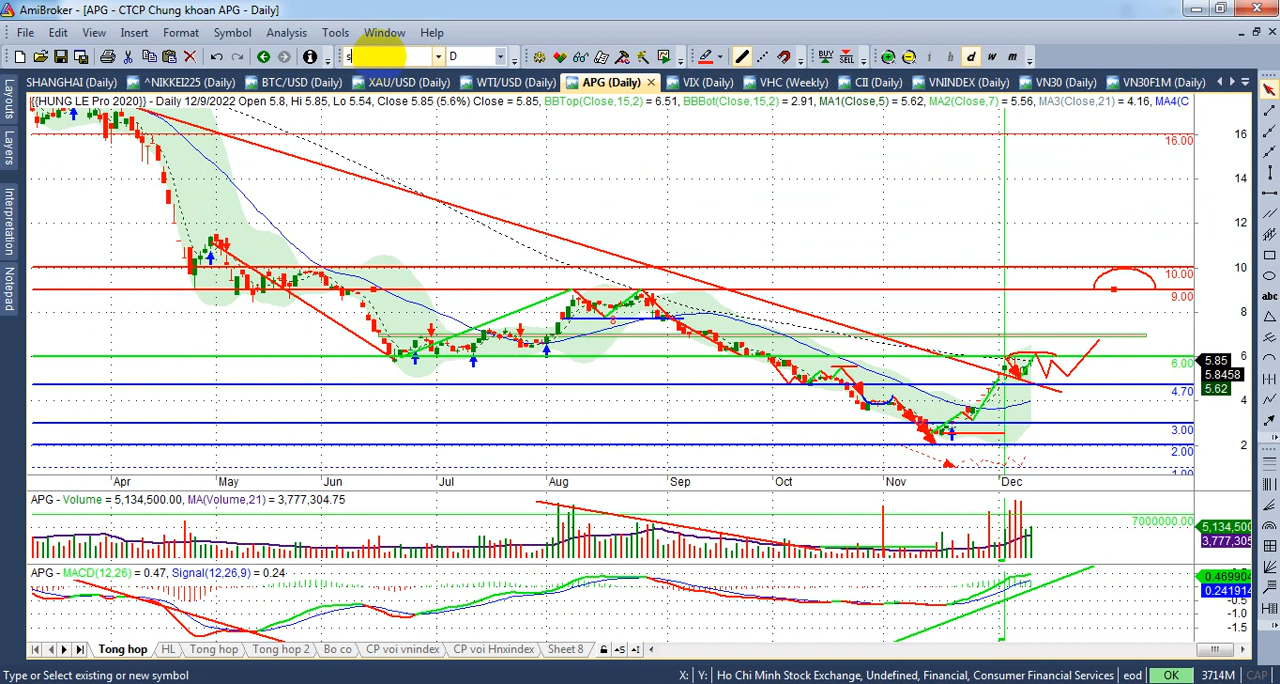 AmiBroker - [APG - CTCP Chung khoan APG - Daily]
File Edit View Insert Format Symbol Analysis Tools Window Help
s D BUY SELL i h d w m
SHANGHAI (Daily) ^NIKKEI225 (Daily) BTC/USD (Daily) XAU/USD (Daily) WTI/USD (Daily) APG (Daily) VIX (Daily) VHC (Weekly) CII (Daily) VNINDEX (Daily) VN30 (Daily) VN30F1M (Daily)
Layouts
Layers
Interpretation
Notepad
{{HUNG LE Pro 2020}} - Daily 12/9/2022 Open 5.8, Hi 5.85, Lo 5.54, Close 5.85 (5.6%) Close = 5.85, BBTop(Close,15,2) = 6.51, BBBot(Close,15,2) = 2.91, MA1(Close,5) = 5.62, MA2(Close,7) = 5.56, MA3(Close,21) = 4.16, MA4(C
16
16.00
14
12
10
10.00
9.00
8
8
6
6.00
5.85
5.8458
5.62
4.70
4
3.00
2
2.00
1.00
Apr May Jun Jul Aug Sep Oct Nov Dec
APG - Volume = 5,134,500.00, MA(Volume,21) = 3,777,304.75
7000000.00
5,134,500
3,777,305
APG - MACD(12,26) = 0.47, Signal(12,26,9) = 0.24
0.469904
0.241914
-0.5
-1.0
-1.5
Tong hop HL Tong hop Tong hop 2 Bo co CP voi vnindex CP voi Hnxindex Sheet 8
abc
Type or Select existing or new symbol X: Y: Ho Chi Minh Stock Exchange, Undefined, Financial, Consumer Financial Services eod OK 3714M CAP